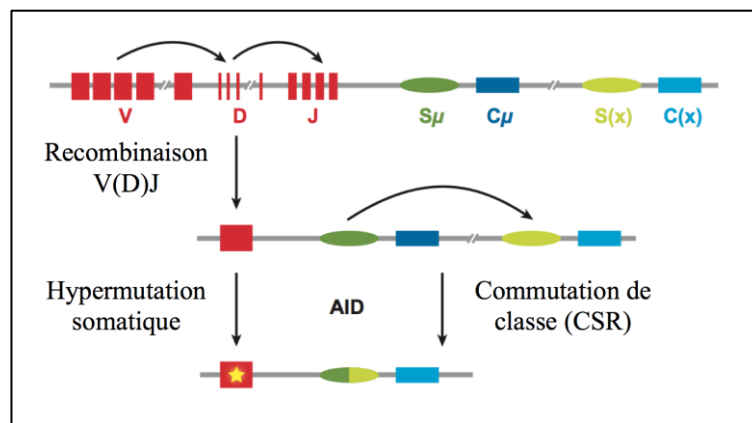 V D J Sµ Cµ S(x) C(x)
Recombinaison
V(D)J
Hypermutation
somatique
AID
Commutation de
classe (CSR)